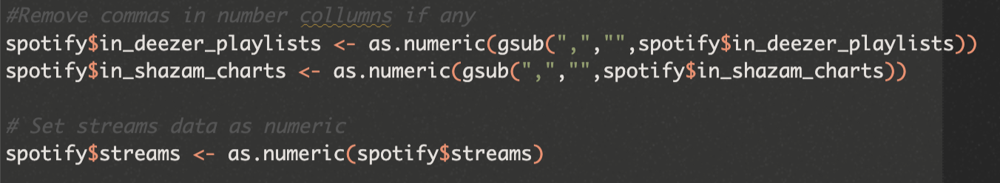 #Remove commas in number collumns if any
spotify$in_deezer_playlists <- as.numeric(gsub(",","",spotify$in_deezer_playlists))
spotify$in_shazam_charts <- as.numeric(gsub(",","",spotify$in_shazam_charts))
# Set streams data as numeric
spotify$streams <- as.numeric(spotify$streams)